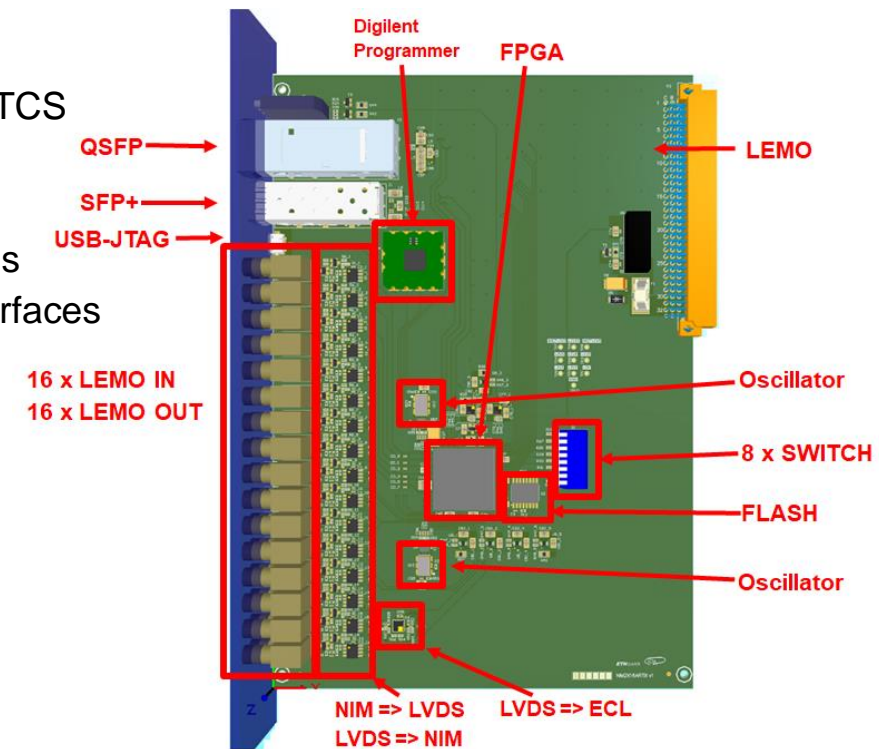 Digilent
Programmer
FPGA
TCS
QSFP
LEMO
SFP+
USB-JTAG
s
rfaces
16 x LEMO IN
16 x LEMO OUT
Oscillator
8 x SWITCH
FLASH
Oscillator
NIM => LVDS
LVDS => NIM
LVDS => ECL
Z